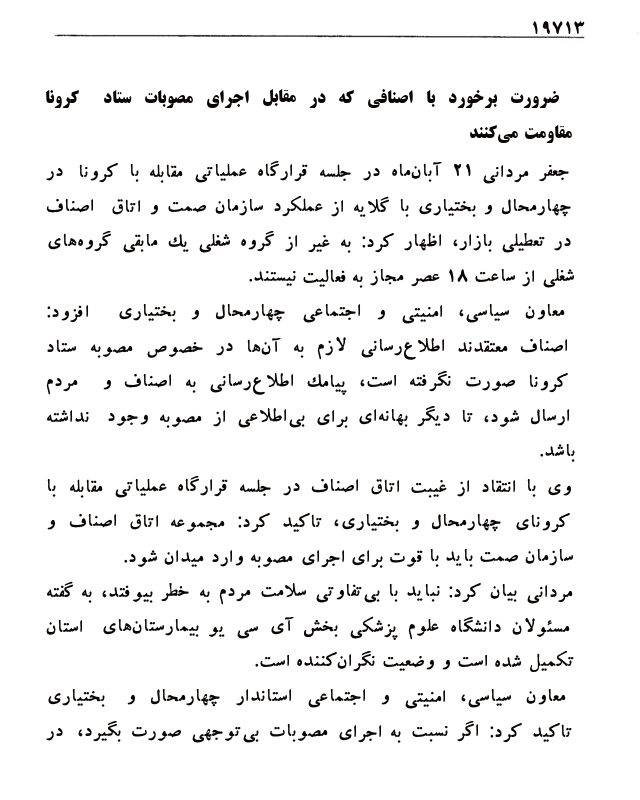 ۱۹۷۱۳
ضرورت برخورد با اصنافی که در مقابل اجرای مصوبات ستاد کرونا
مقاومت می‌کنند
جعفر مردانی ۲۱ آبان‌ماه در جلسه قرارگاه عملیاتی مقابله با کرونا در
چهارمحال و بختیاری با گلایه از عملکرد سازمان صمت و اتاق اصناف
در تعطیلی بازار، اظهار کرد: به غیر از گروه شغلی یك مابقی گروه‌های
شغلی از ساعت ۱۸ عصر مجاز به فعالیت نیستند.
معاون سیاسی، امنیتی و اجتماعی چهارمحال و بختیاری افزود:
اصناف معتقدند اطلاع‌رسانی لازم به آن‌ها در خصوص مصوبه ستاد
کرونا صورت نگرفته است، پیامك اطلاع‌رسانی به اصناف و مردم
ارسال شود، تا دیگر بهانه‌ای برای بی‌اطلاعی از مصوبه وجود نداشته
باشد.
وی با انتقاد از غیبت اتاق اصناف در جلسه قرارگاه عملیاتی مقابله با
کرونای چهارمحال و بختیاری، تاکید کرد: مجموعه اتاق اصناف و
سازمان صمت باید با قوت برای اجرای مصوبه وارد میدان شود.
مردانی بیان کرد: نباید با بی‌تفاوتی سلامت مردم به خطر بیوفتد، به گفته
مسئولان دانشگاه علوم پزشکی بخش آی سی یو بیمارستان‌های استان
تکمیل شده است و وضعیت نگران‌کننده است.
معاون سیاسی، امنیتی و اجتماعی استاندار چهارمحال و بختیاری
تاکید کرد: اگر نسبت به اجرای مصوبات بی‌توجهی صورت بگیرد، در